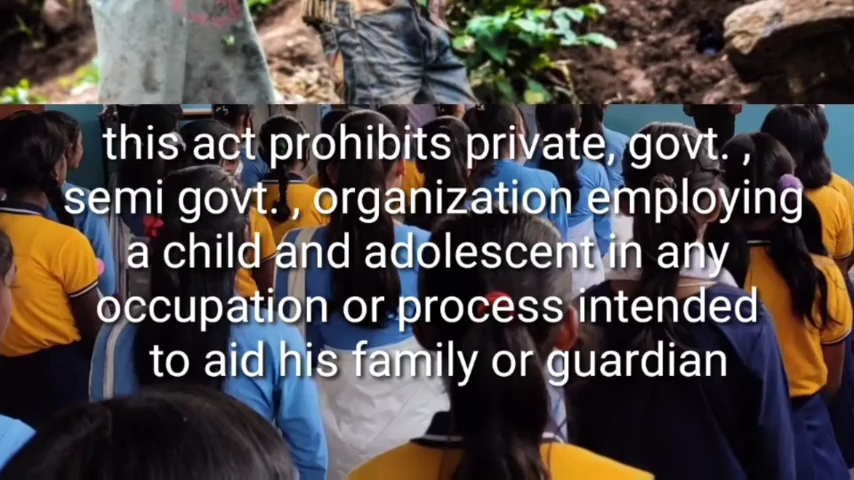 this act prohibits private, govt. ,
semi govt. , organization employing
a child and adolescent in any
occupation or process intended
to aid his family or guardian